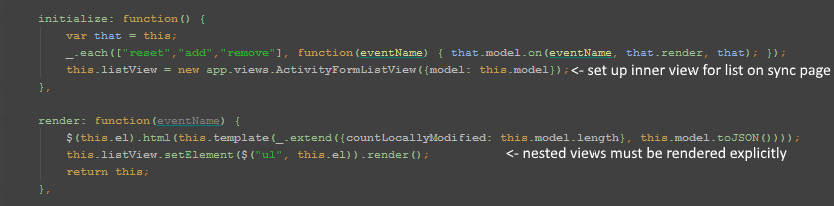 initialize: function() {
var that = this;
_.each(["reset","add","remove"], function(eventName) { that.model.on(eventName, that.render, that); });
this.listView = new app.views.ActivityFormListView({model: this.model}); <- set up inner view for list on sync page
},
render: function(eventName) {
$(this.el).html(this.template(_.extend({countLocallyModified: this.model.length}, this.model.toJSON())));
this.listView.setElement($("ul", this.el)).render(); <- nested views must be rendered explicitly
return this;
},